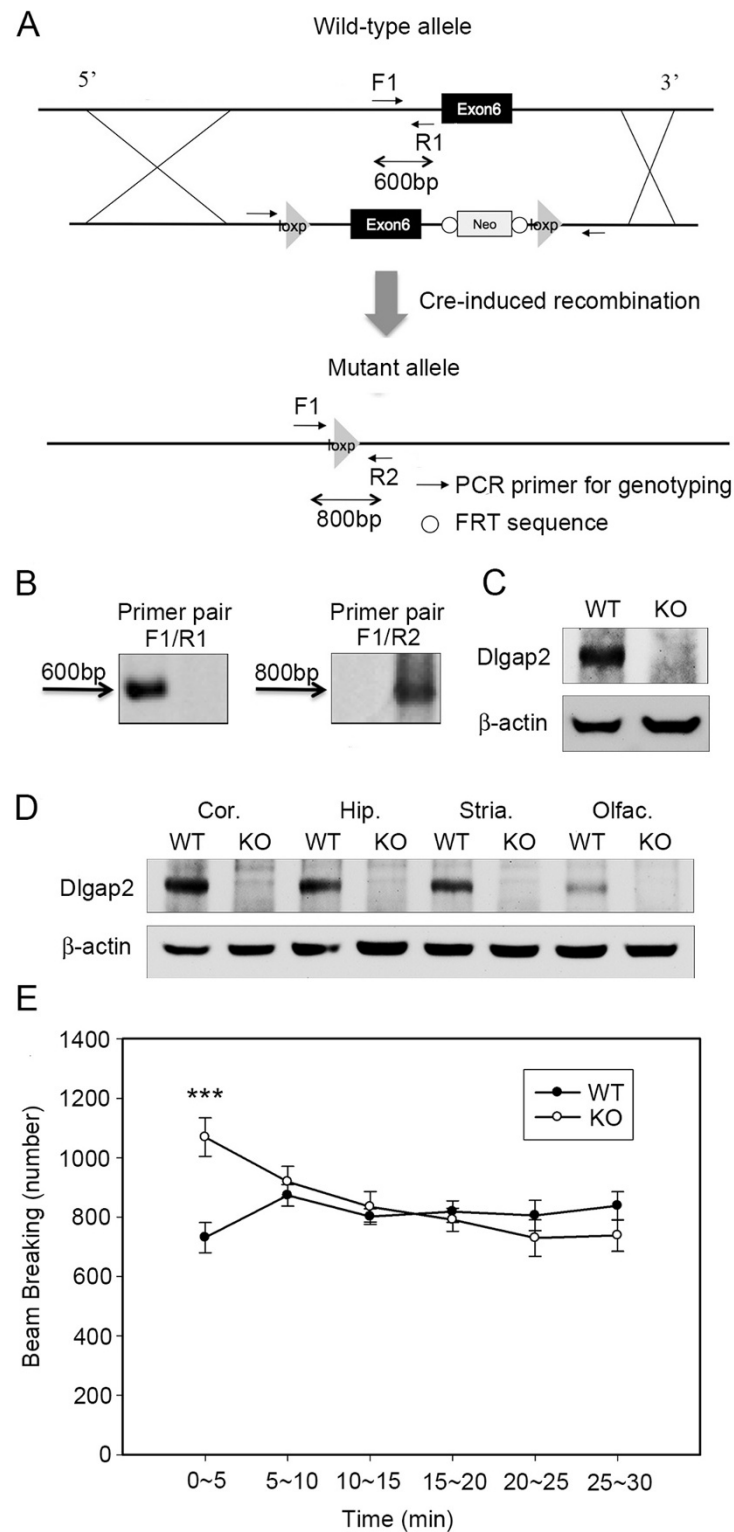 A
Wild-type allele
5’
3’
F1
Exon6
R1
600bp
loxp
Exon6
Neo
loxp
Cre-induced recombination
Mutant allele
F1
loxp
R2
800bp
PCR primer for genotyping
FRT sequence
B
Primer pair
F1/R1
Primer pair
F1/R2
600bp
800bp
C
WT KO
Dlgap2
β-actin
D
Cor. Hip. Stria. Olfac.
WT KO WT KO WT KO WT KO
Dlgap2
β-actin
E
1400
1200
1000
800
600
400
200
0
Beam Breaking (number)
***
WT
KO
0~5 5~10 10~15 15~20 20~25 25~30
Time (min)